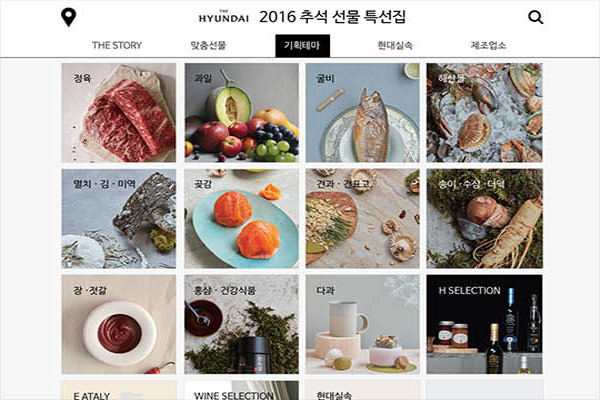 THE
HYUNDAI 2016 추석 선물 특선집
THE STORY 맞춤선물 기획테마 현대실속 제조업소
정육 과일 굴비 해산물
멸치 · 김 · 미역 곶감 견과 · 건표고 송이 · 수삼 · 더덕
장 · 젓갈 홍삼 · 건강식품 다과 H SELECTION
EATALY WINE SELECTION 현대실속